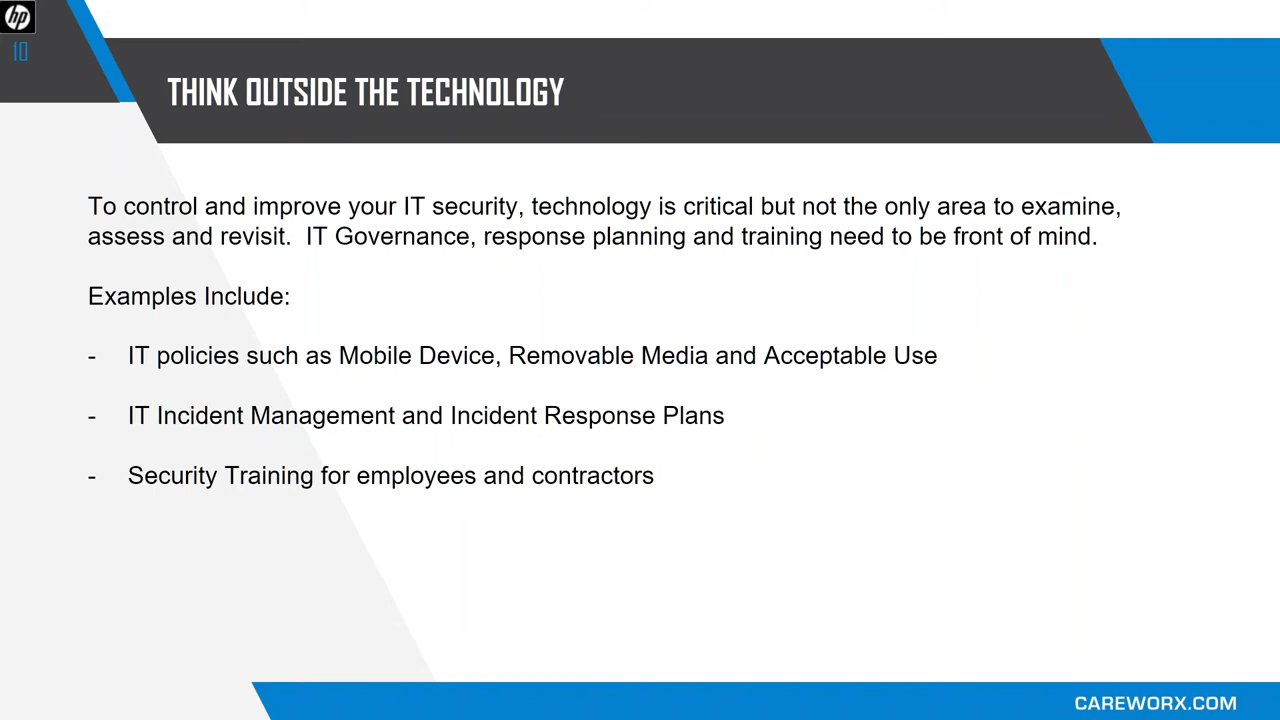 hp
10
THINK OUTSIDE THE TECHNOLOGY
To control and improve your IT security, technology is critical but not the only area to examine,
assess and revisit.  IT Governance, response planning and training need to be front of mind.
Examples Include:
- IT policies such as Mobile Device, Removable Media and Acceptable Use
- IT Incident Management and Incident Response Plans
- Security Training for employees and contractors
CAREWORX.COM